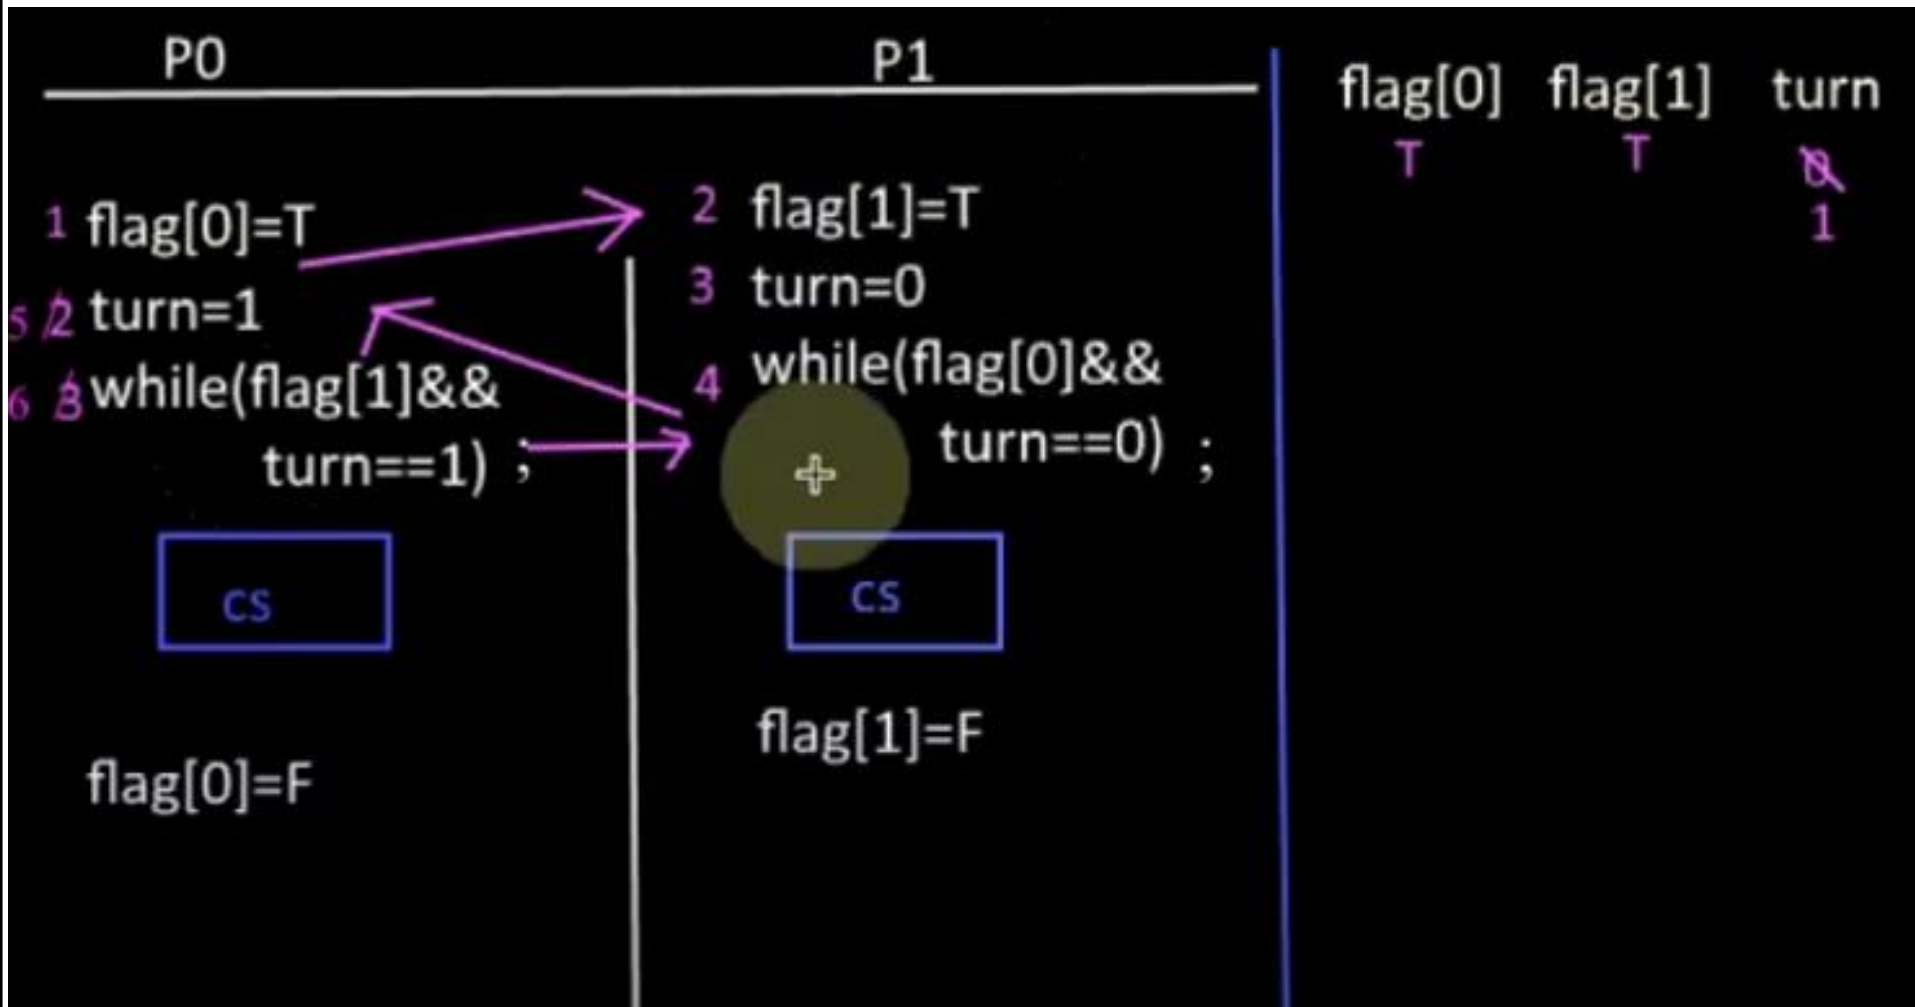 P0
P1
flag[0] flag[1] turn
T T 0
1
1 flag[0]=T
5 2 turn=1
6 3 while(flag[1]&&
turn==1) ;
cs
flag[0]=F
2 flag[1]=T
3 turn=0
4 while(flag[0]&&
turn==0) ;
cs
flag[1]=F